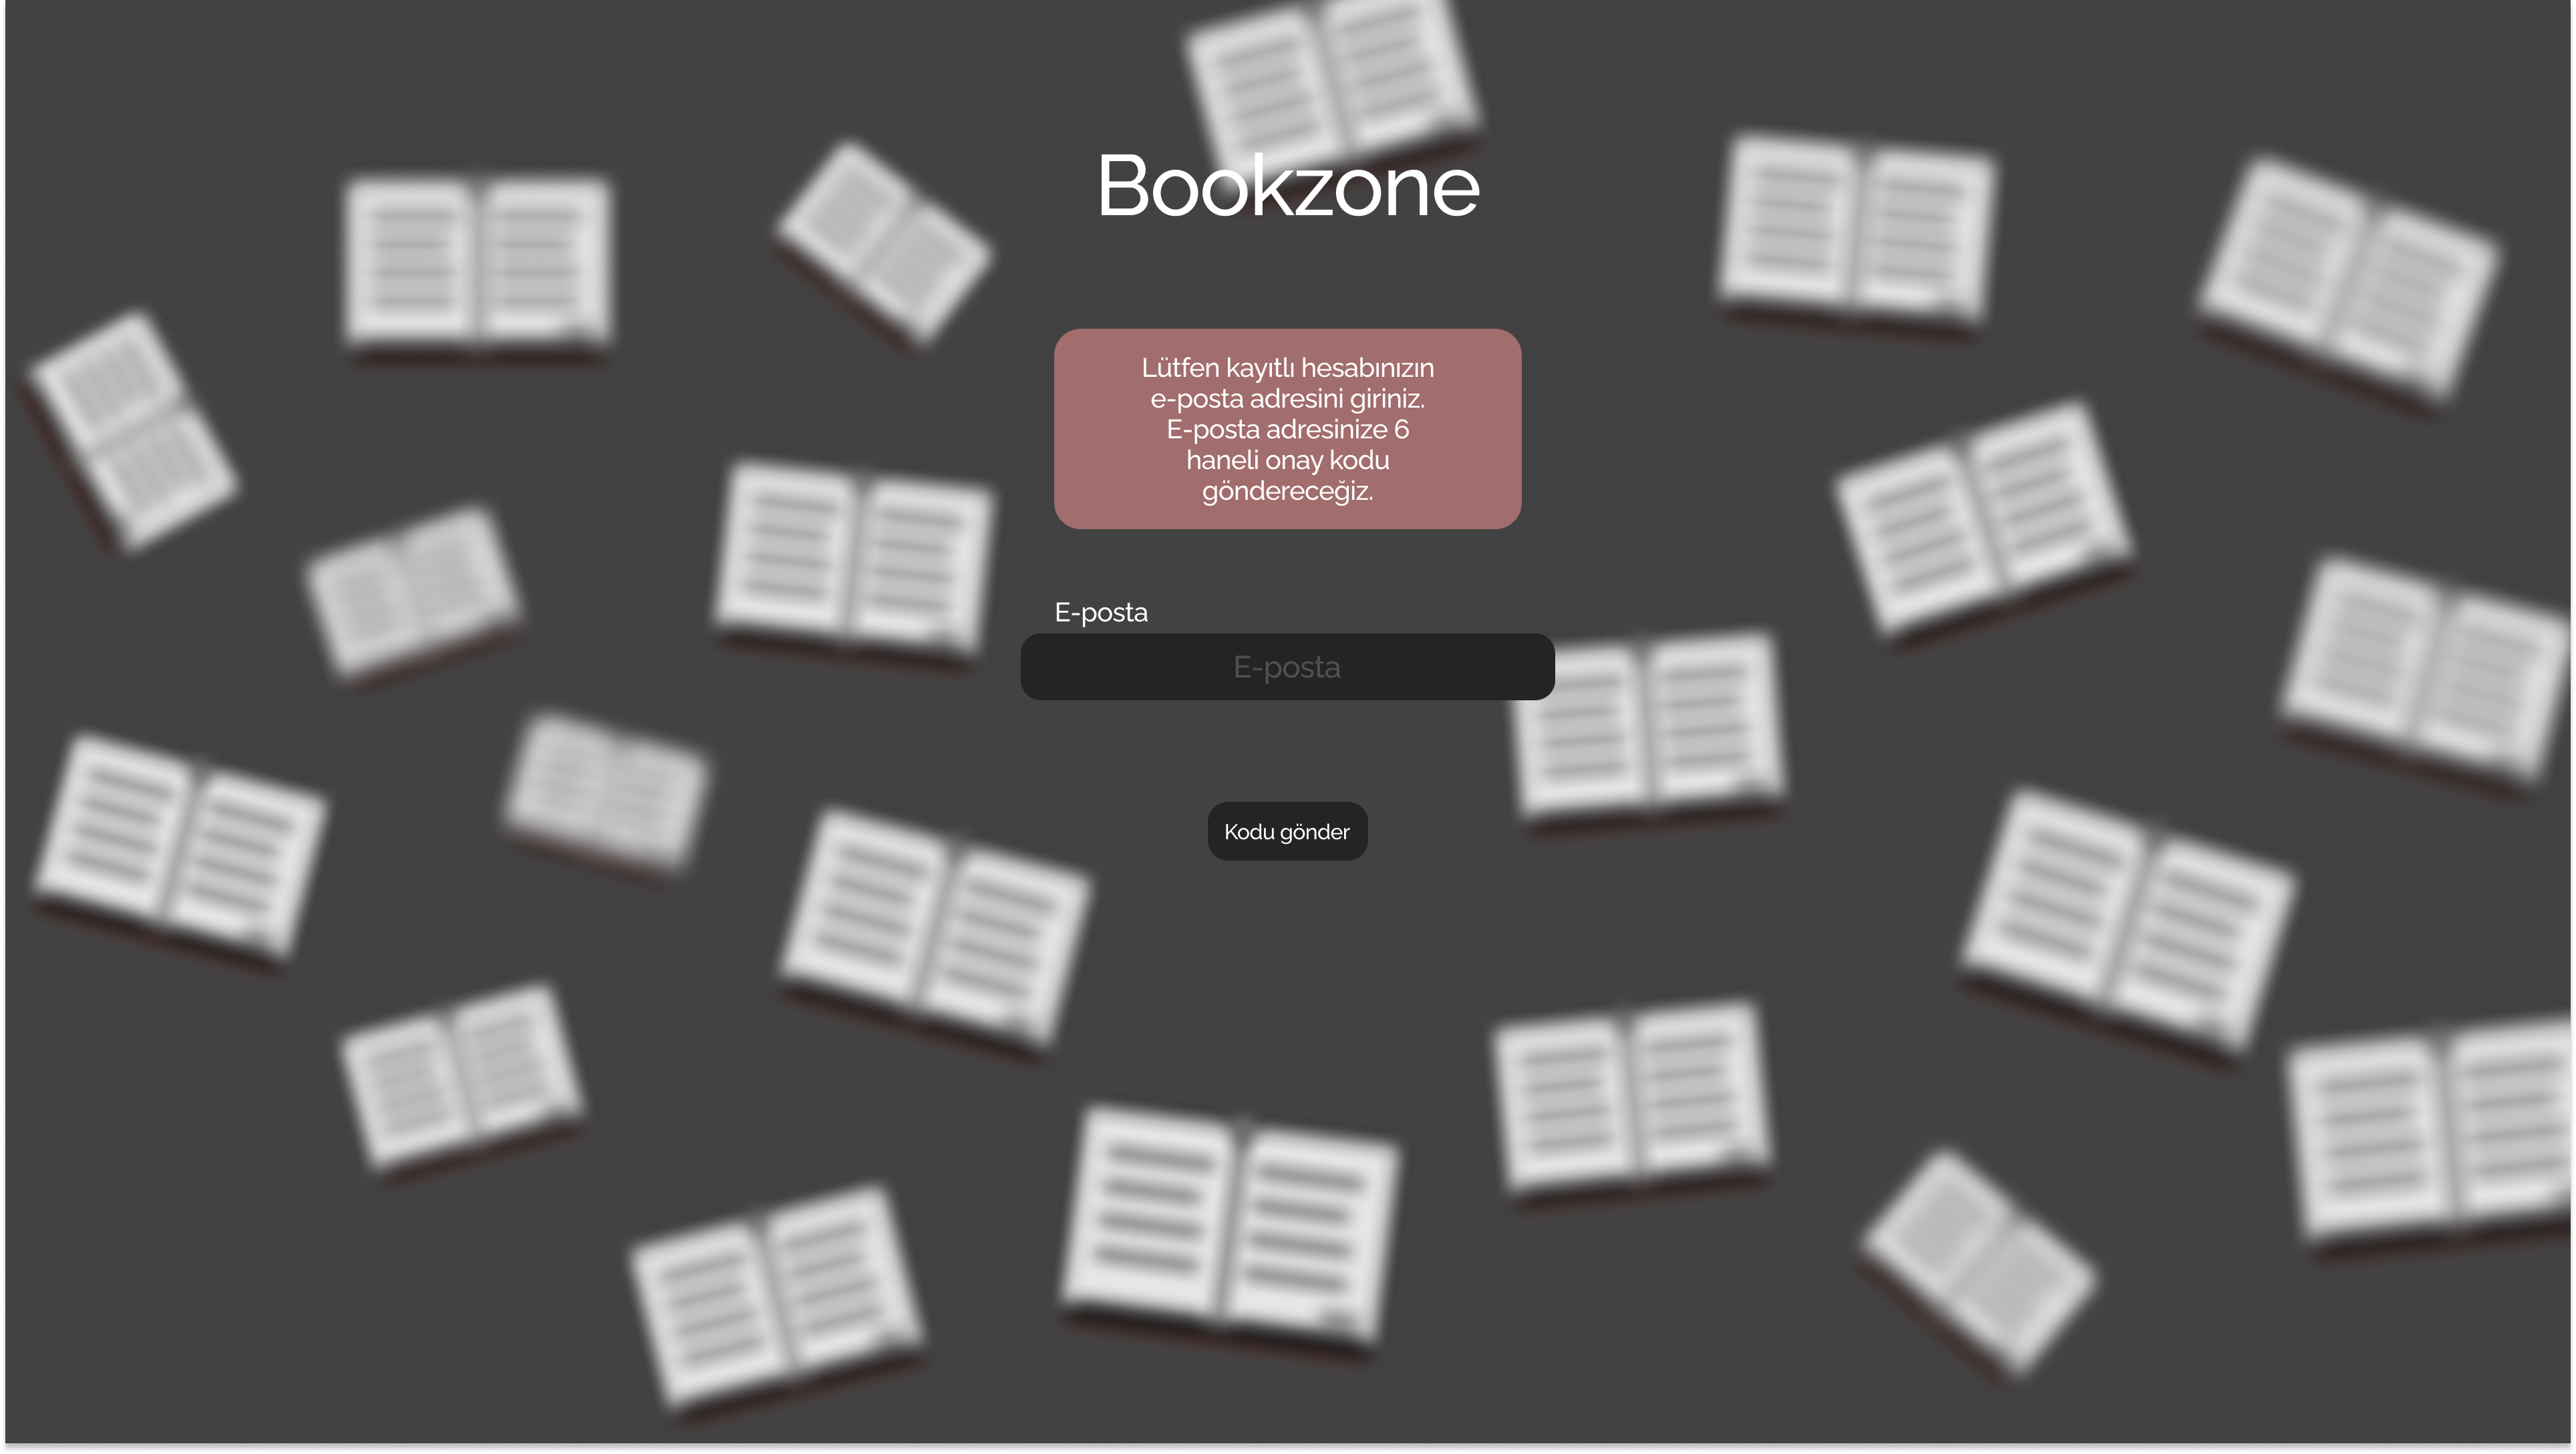 Bookzone
Lütfen kayıtlı hesabınızın
e-posta adresini giriniz.
E-posta adresinize 6
haneli onay kodu
göndereceğiz.
E-posta
E-posta
Kodu gönder